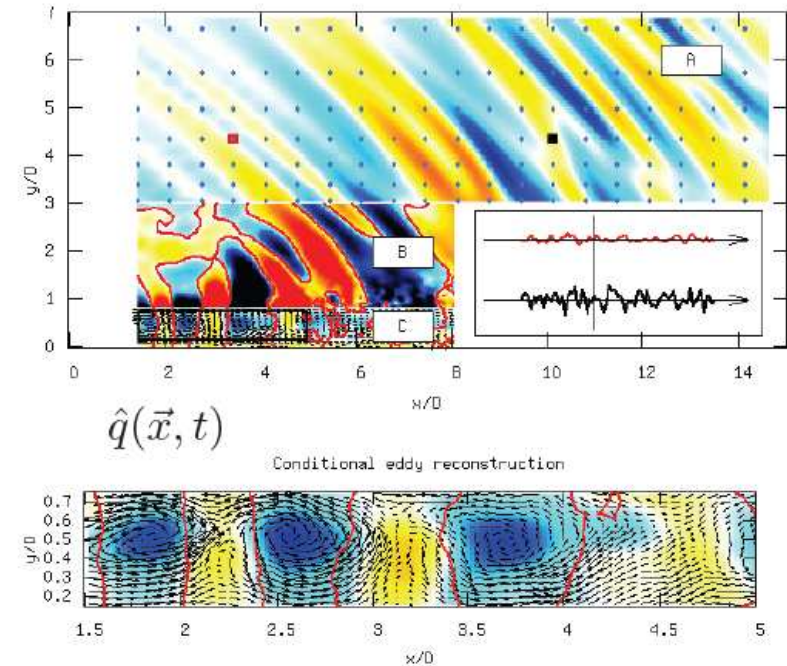 7
6
5
4
3
2
1
0
y/D
A
B
C
0 2 4 6 8 10 12 14
x/D
q̂(x⃗, t)
Conditional eddy reconstruction
0.7
0.6
0.5
0.4
0.3
0.2
y/D
1.5 2 2.5 3 3.5 4 4.5 5
x/D